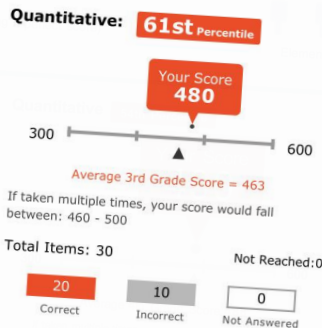 Quantitative: 61st Percentile
Your Score
480
300 600
Average 3rd Grade Score = 463
If taken multiple times, your score would fall
between: 460 - 500
Total Items: 30 Not Reached:0
20 10 0
Correct Incorrect Not Answered